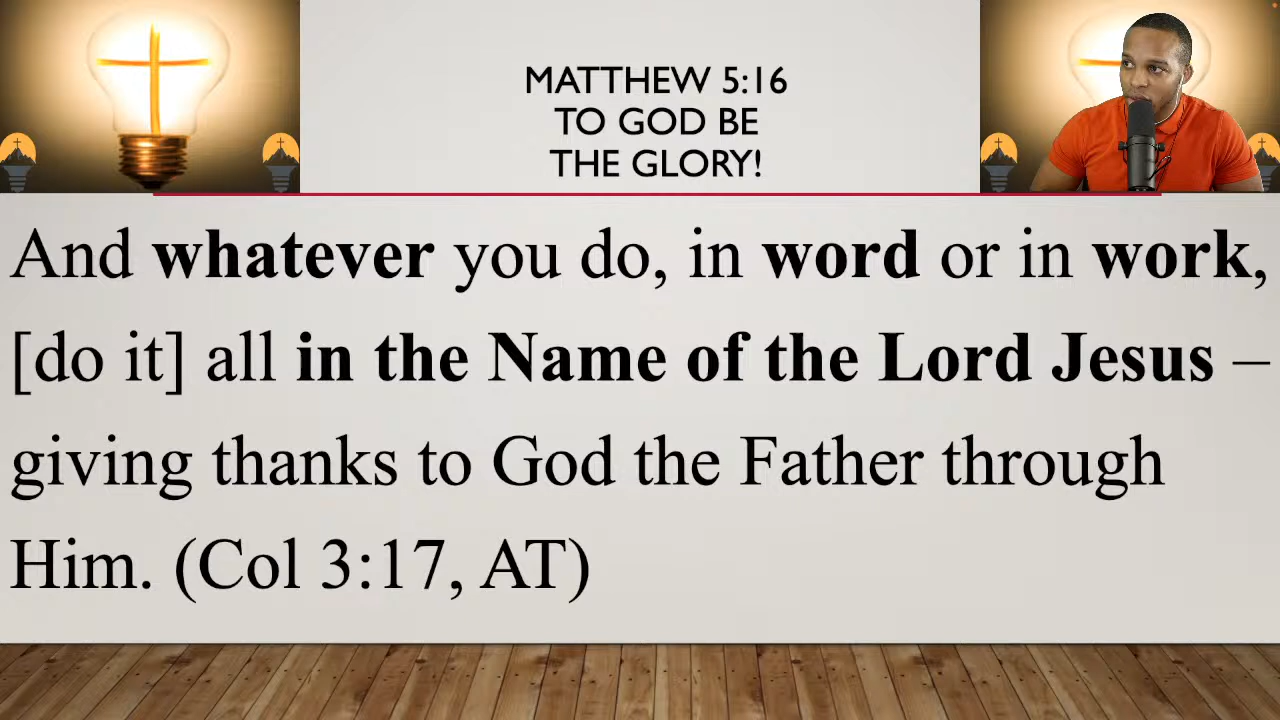 MATTHEW 5:16
TO GOD BE
THE GLORY!
And whatever you do, in word or in work,
[do it] all in the Name of the Lord Jesus –
giving thanks to God the Father through
Him. (Col 3:17, AT)